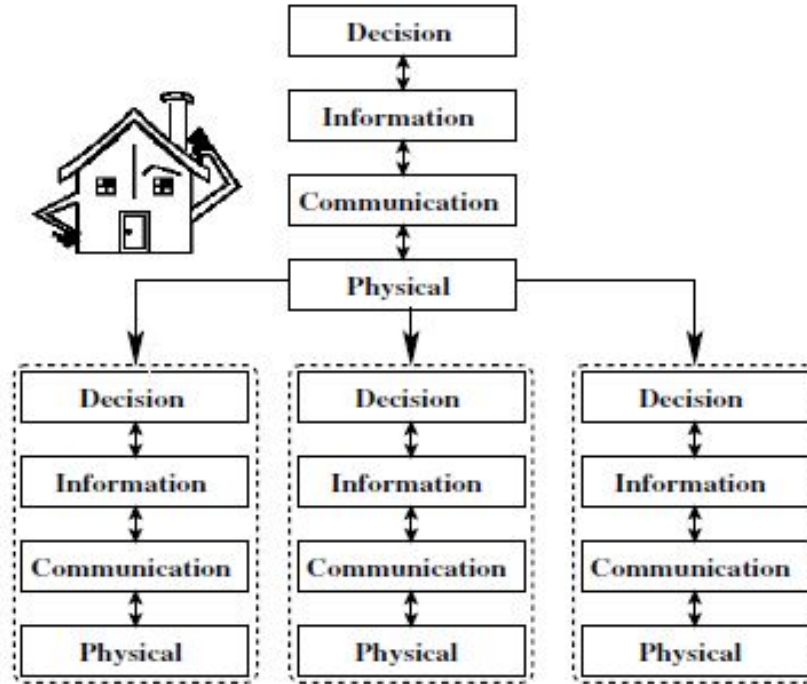 Decision
Information
Communication
Physical
Decision
Information
Communication
Physical
Decision
Information
Communication
Physical
Decision
Information
Communication
Physical